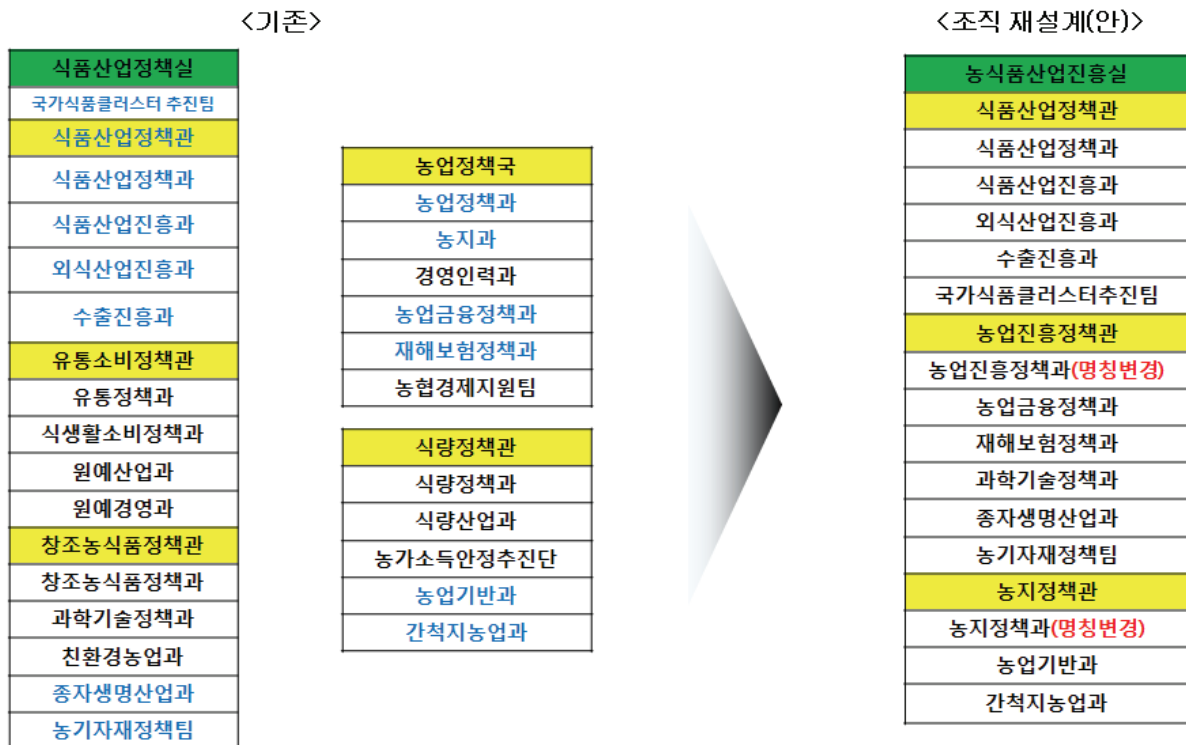 <기존>
식품산업정책실
국가식품클러스터 추진팀
식품산업정책관
식품산업정책과
식품산업진흥과
외식산업진흥과
수출진흥과
유통소비정책관
유통정책과
식생활소비정책과
원예산업과
원예경영과
창조농식품정책관
창조농식품정책과
과학기술정책과
친환경농업과
종자생명산업과
농기자재정책팀
농업정책국
농업정책과
농지과
경영인력과
농업금융정책과
재해보험정책과
농협경제지원팀
식량정책관
식량정책과
식량산업과
농가소득안정추진단
농업기반과
간척지농업과
<조직 재설계(안)>
농식품산업진흥실
식품산업정책관
식품산업정책과
식품산업진흥과
외식산업진흥과
수출진흥과
국가식품클러스터추진팀
농업진흥정책관
농업진흥정책과(명칭변경)
농업금융정책과
재해보험정책과
과학기술정책과
종자생명산업과
농기자재정책팀
농지정책관
농지정책과(명칭변경)
농업기반과
간척지농업과